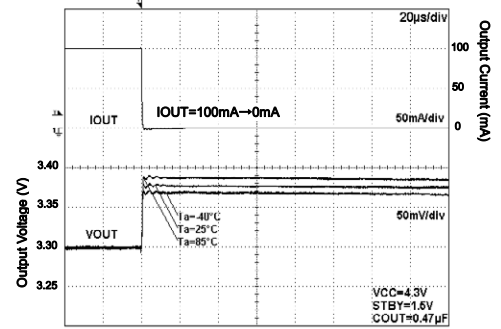 20µs/div
Output Current (mA)
100
50
0
IOUT
IOUT=100mA→0mA
50mA/div
3.40
3.35
3.30
3.25
Output Voltage (V)
50mV/div
Ta=-40°C
Ta=25°C
Ta=85°C
VOUT
VCC=4.3V
STBY=1.5V
COUT=0.47µF